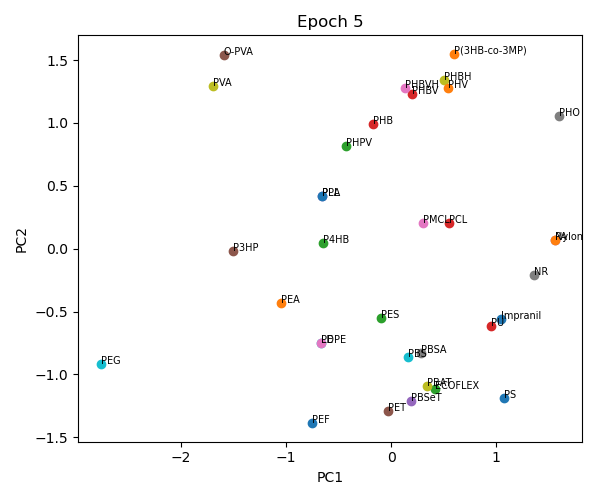 Epoch 5
P(3HB-co-3MP)
O-PVA
PHBH
PVA
PHBVH
PHV
PHBV
PHO
PHB
PHPV
PLA
PMCL
PCL
Nylon
P4HB
P3HP
NR
PEA
Impranil
PES
PU
LDPE
PBSA
PBS
PEG
PBAT
ECOFLEX
PS
PBSeT
PET
PEF
PC2
1.5
1.0
0.5
0.0
−0.5
−1.0
−1.5
−2
−1
0
1
PC1